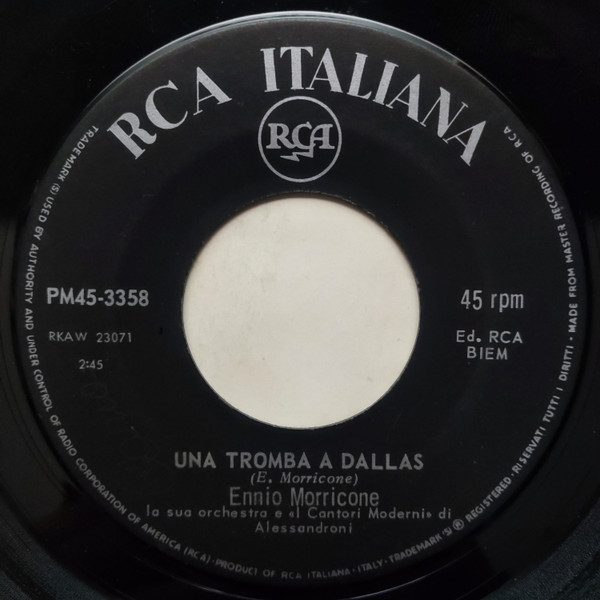 RCA ITALIANA
RCA
PM45-3358
RKAW 23071
2:45
45 rpm
Ed. RCA
BIEM
UNA TROMBA A DALLAS
(E. Morricone)
Ennio Morricone
la sua orchestra e «I Cantori Moderni» di
Alessandroni
TRADEMARK (S) USED BY AUTHORITY AND UNDER CONTROL OF RADIO CORPORATION OF AMERICA (RCA) · PRODUCT OF RCA ITALIANA · ITALY · TRADEMARK(S) ® REGISTERED · RISERVATI TUTTI I DIRITTI · MADE FROM MASTER RECORDING OF RCA